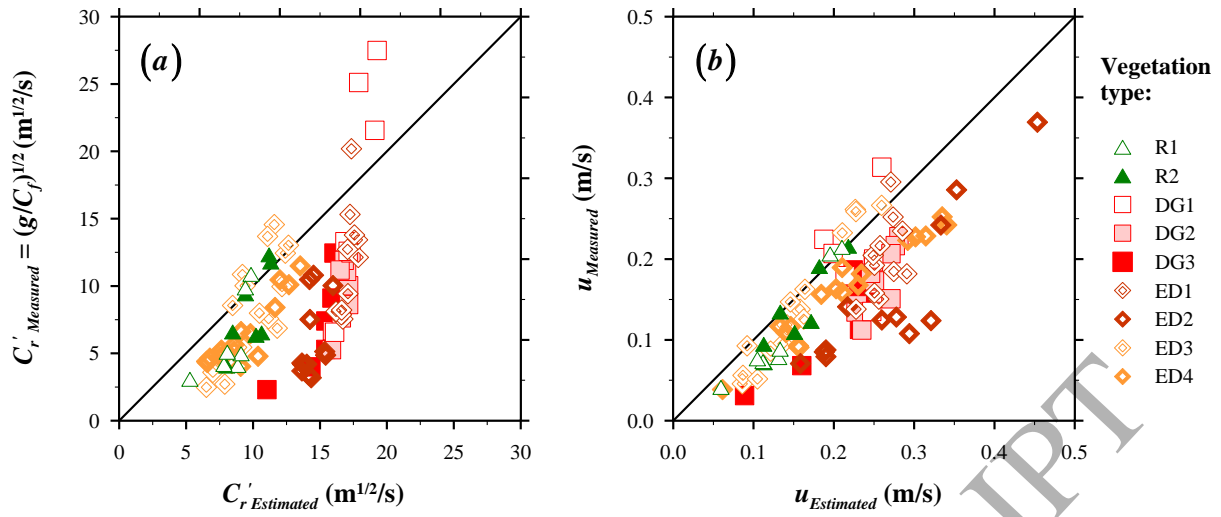 (a)
C'r Measured = (g/Cf)1/2 (m1/2/s)
30
25
20
15
10
5
0
0 5 10 15 20 25 30
C'r Estimated (m1/2/s)
(b)
uMeasured (m/s)
0.5
0.4
0.3
0.2
0.1
0.0
0.0 0.1 0.2 0.3 0.4 0.5
uEstimated (m/s)
Vegetation
type:
R1
R2
DG1
DG2
DG3
ED1
ED2
ED3
ED4
IPT